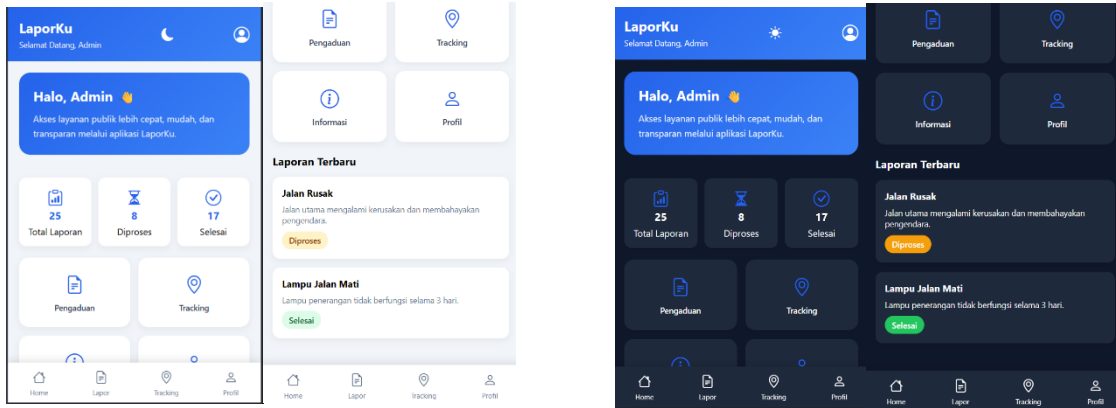 LaporKu
Selamat Datang, Admin
Halo, Admin 👋
Akses layanan publik lebih cepat, mudah, dan
transparan melalui aplikasi LaporKu.
25
Total Laporan
8
Diproses
17
Selesai
Pengaduan
Tracking
Home
Lapor
Tracking
Profil
Pengaduan
Tracking
Informasi
Profil
Laporan Terbaru
Jalan Rusak
Jalan utama mengalami kerusakan dan membahayakan
pengendara.
Diproses
Lampu Jalan Mati
Lampu penerangan tidak berfungsi selama 3 hari.
Selesai
Home
Lapor
Tracking
Profil
LaporKu
Selamat Datang, Admin
Halo, Admin 👋
Akses layanan publik lebih cepat, mudah, dan
transparan melalui aplikasi LaporKu.
25
Total Laporan
8
Diproses
17
Selesai
Pengaduan
Tracking
Home
Lapor
Tracking
Profil
Pengaduan
Tracking
Informasi
Profil
Laporan Terbaru
Jalan Rusak
Jalan utama mengalami kerusakan dan membahayakan
pengendara.
Diproses
Lampu Jalan Mati
Lampu penerangan tidak berfungsi selama 3 hari.
Selesai
Home
Lapor
Tracking
Profil